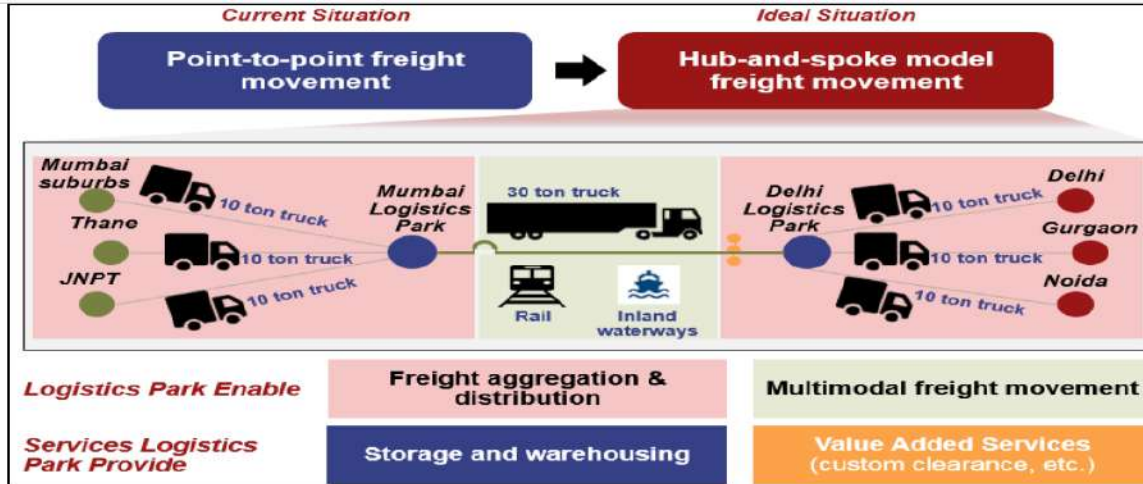 Current Situation
Ideal Situation
Point-to-point freight
movement
Hub-and-spoke model
freight movement
Mumbai
suburbs
10 ton truck
Thane
10 ton truck
JNPT
10 ton truck
Mumbai
Logistics
Park
30 ton truck
Rail
Inland
waterways
Delhi
Logistics
Park
10 ton truck
Delhi
10 ton truck
Gurgaon
10 ton truck
Noida
Logistics Park Enable
Freight aggregation &
distribution
Multimodal freight movement
Services Logistics
Park Provide
Storage and warehousing
Value Added Services
(custom clearance, etc.)